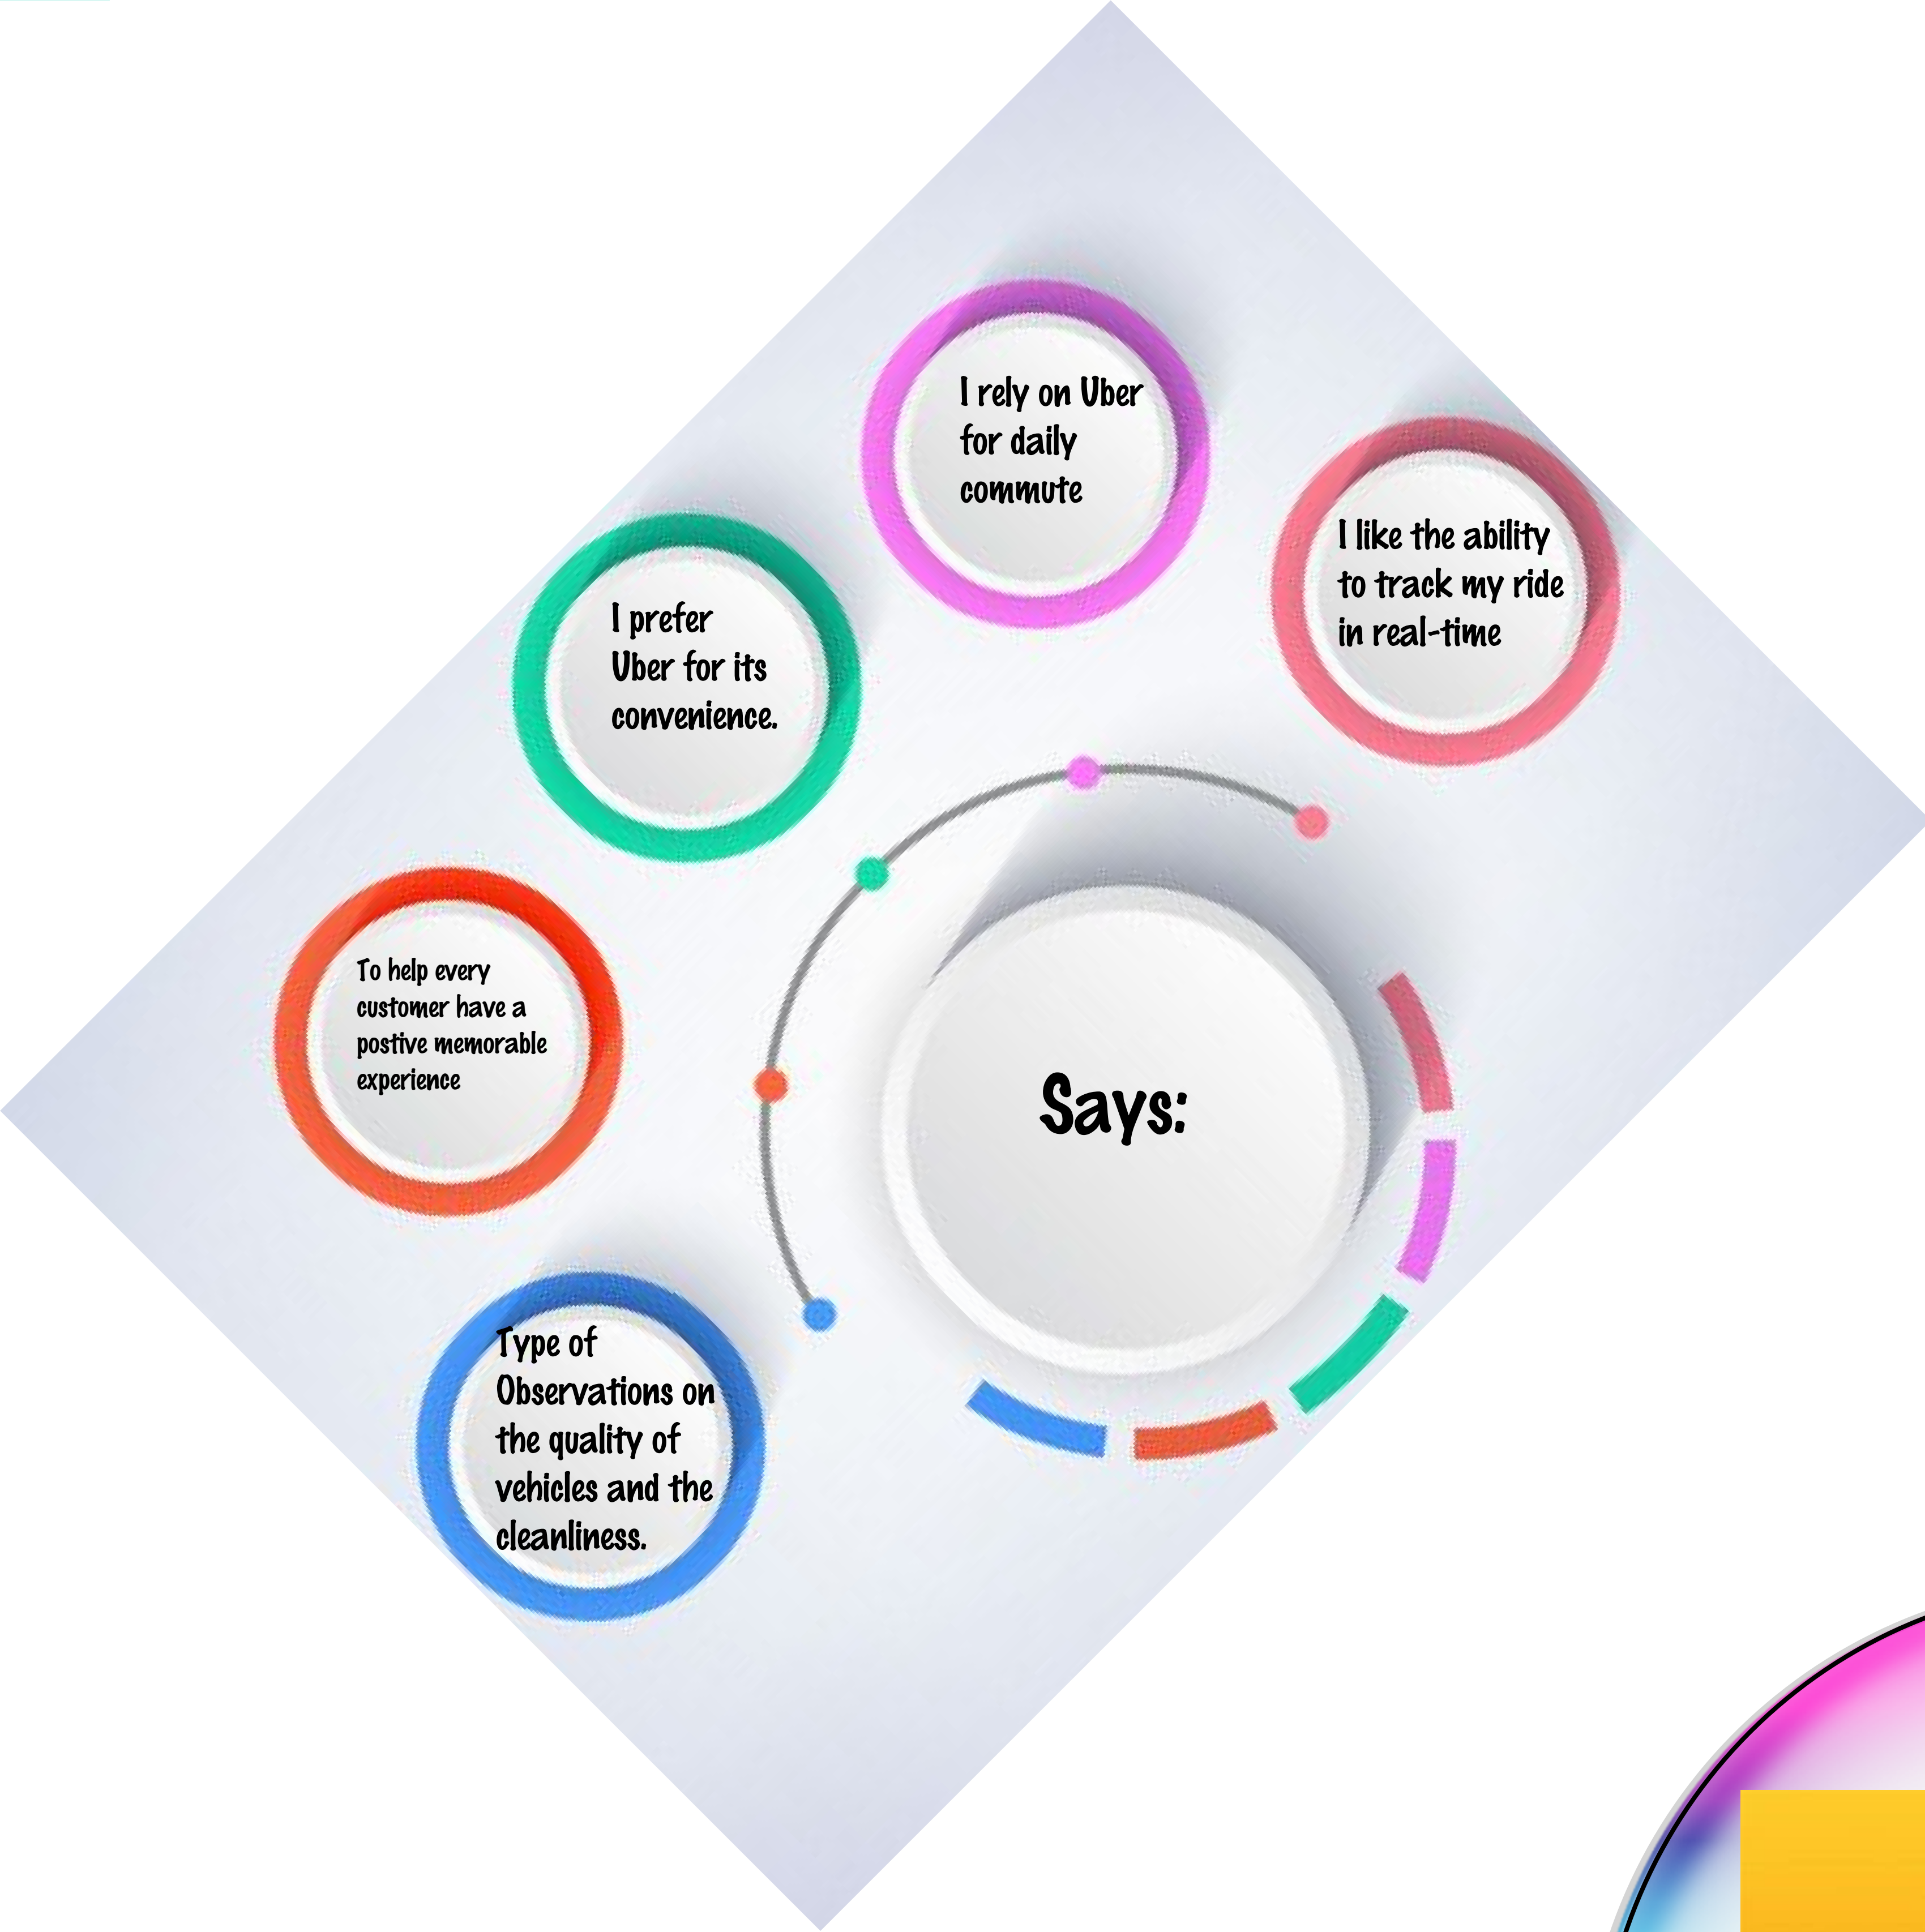 I rely on Uber
for daily
commute
I like the ability
to track my ride
in real-time
I prefer
Uber for its
convenience.
To help every
customer have a
postive memorable
experience
Says:
Type of
Observations on
the quality of
vehicles and the
cleanliness.